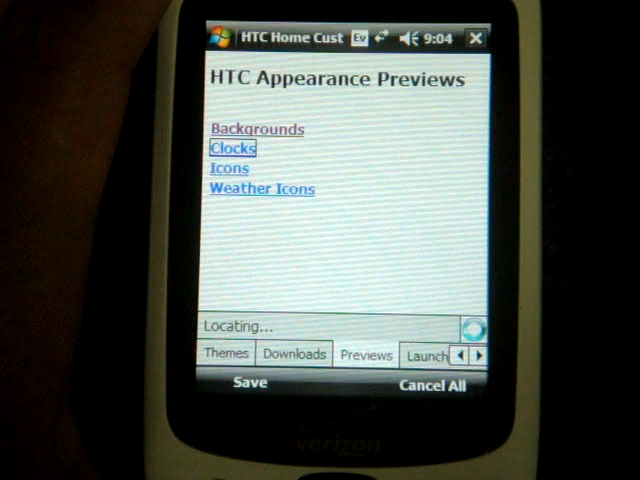 HTC Home Cust Ev 9:04
HTC Appearance Previews
Backgrounds
Clocks
Icons
Weather Icons
Locating...
Themes Downloads Previews Launch
Save Cancel All
verizon